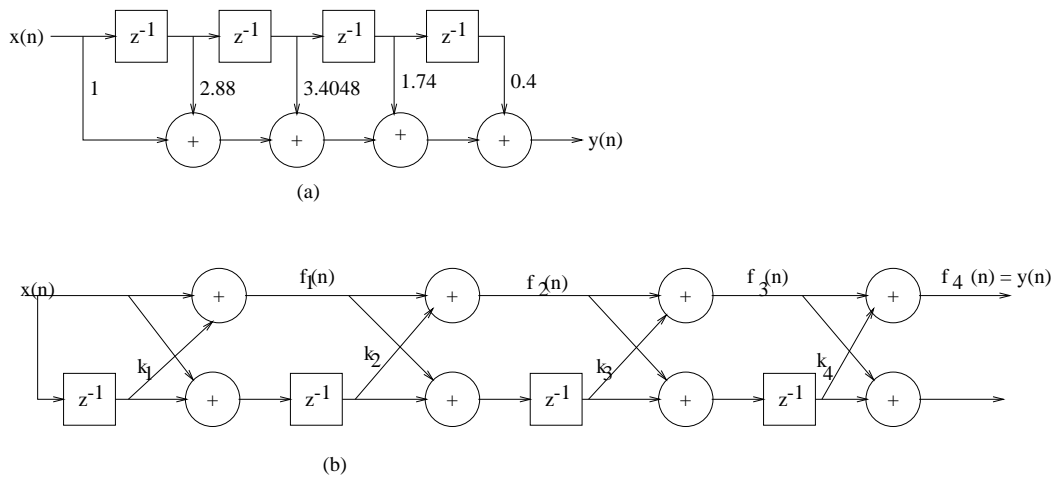 x(n) z-1 z-1 z-1 z-1
1 2.88 3.4048 1.74 0.4
+ + + + y(n)
(a)
x(n) + f1(n) + f2(n) + f3(n) + f4 (n) = y(n)
k1 k2 k3 k4
z-1 + z-1 + z-1 + z-1 +
(b)